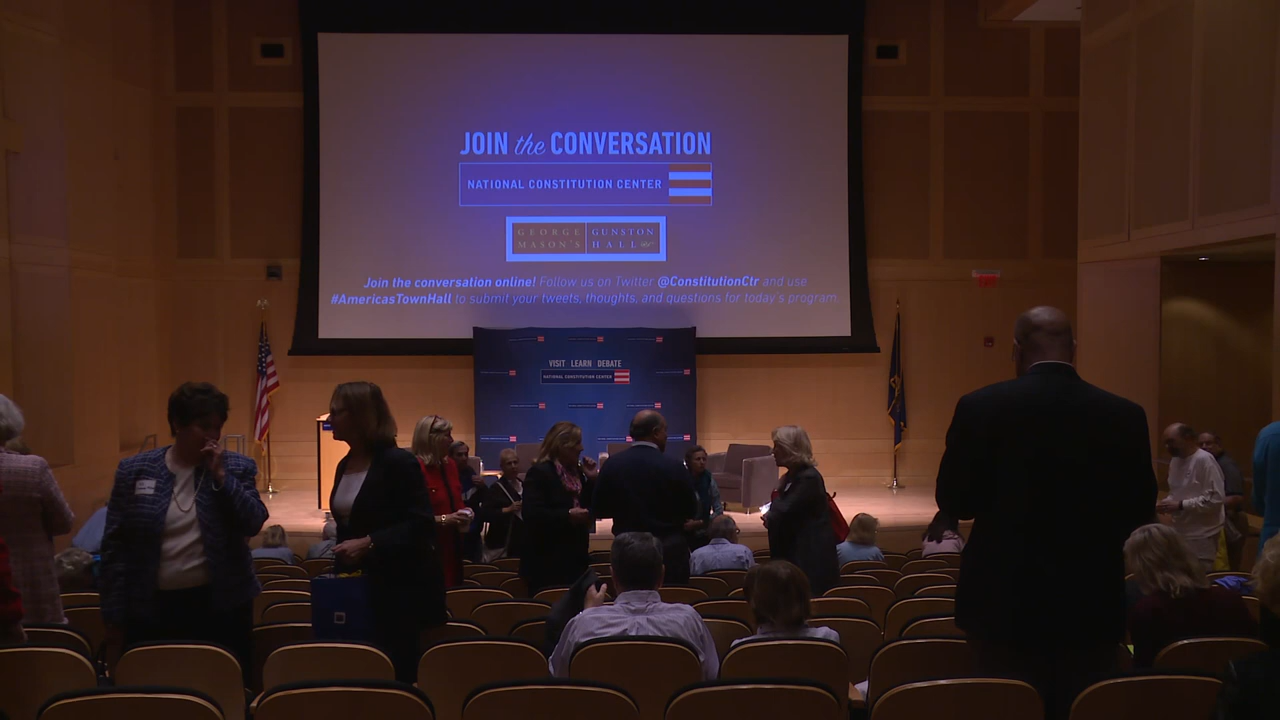 JOIN the CONVERSATION
NATIONAL CONSTITUTION CENTER
GEORGE GUNSTON
MASON'S HALL
Join the conversation online! Follow us on Twitter @ConstitutionCtr and use
#AmericasTownHall to submit your tweets, thoughts, and questions for today's program.
VISIT LEARN DEBATE
NATIONAL CONSTITUTION CENTER